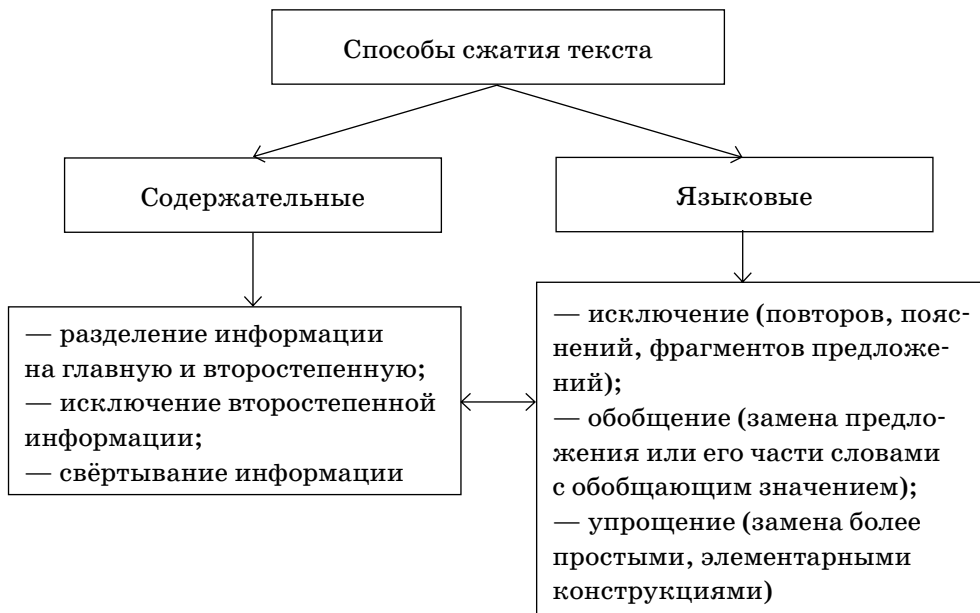 Способы сжатия текста
Содержательные
Языковые
— разделение информации
на главную и второстепенную;
— исключение второстепенной
информации;
— свёртывание информации
— исключение (повторов, пояс-
нений, фрагментов предложе-
ний);
— обобщение (замена предло-
жения или его части словами
с обобщающим значением);
— упрощение (замена более
простыми, элементарными
конструкциями)